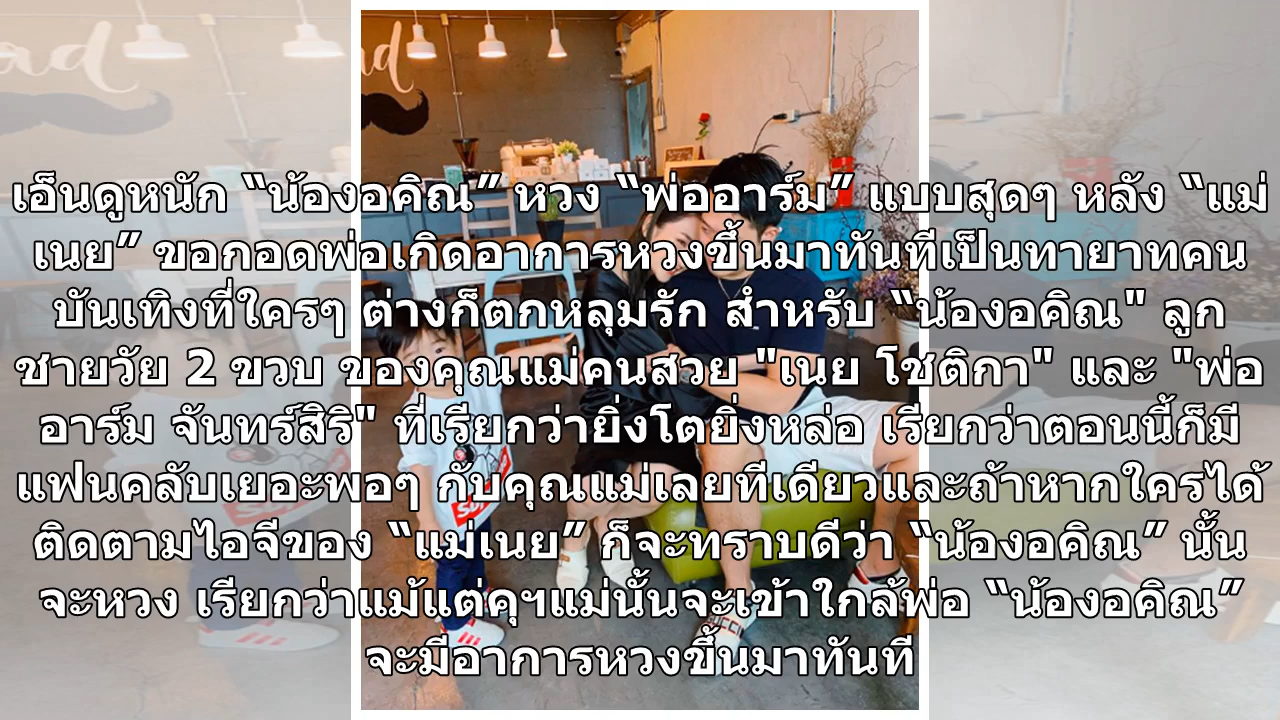 ad
ad
เอ็นดูหนัก “น้องอคิณ” หวง “พ่ออาร์ม” แบบสุดๆ หลัง “แม่
เนย” ขอกอดพ่อเกิดอาการหวงขึ้นมาทันทีเป็นทายาทคน
บันเทิงที่ใครๆ ต่างก็ตกหลุมรัก สำหรับ “น้องอคิณ" ลูก
ชายวัย 2 ขวบ ของคุณแม่คนสวย "เนย โชติกา" และ "พ่อ
อาร์ม จันทร์สิริ" ที่เรียกว่ายิ่งโตยิ่งหล่อ เรียกว่าตอนนี้ก็มี
แฟนคลับเยอะพอๆ กับคุณแม่เลยทีเดียวและถ้าหากใครได้
ติดตามไอจีของ “แม่เนย” ก็จะทราบดีว่า “น้องอคิณ” นั้น
จะหวง เรียกว่าแม้แต่คุฯแม่นั้นจะเข้าใกล้พ่อ “น้องอคิณ”
จะมีอาการหวงขึ้นมาทันที
GUCCI